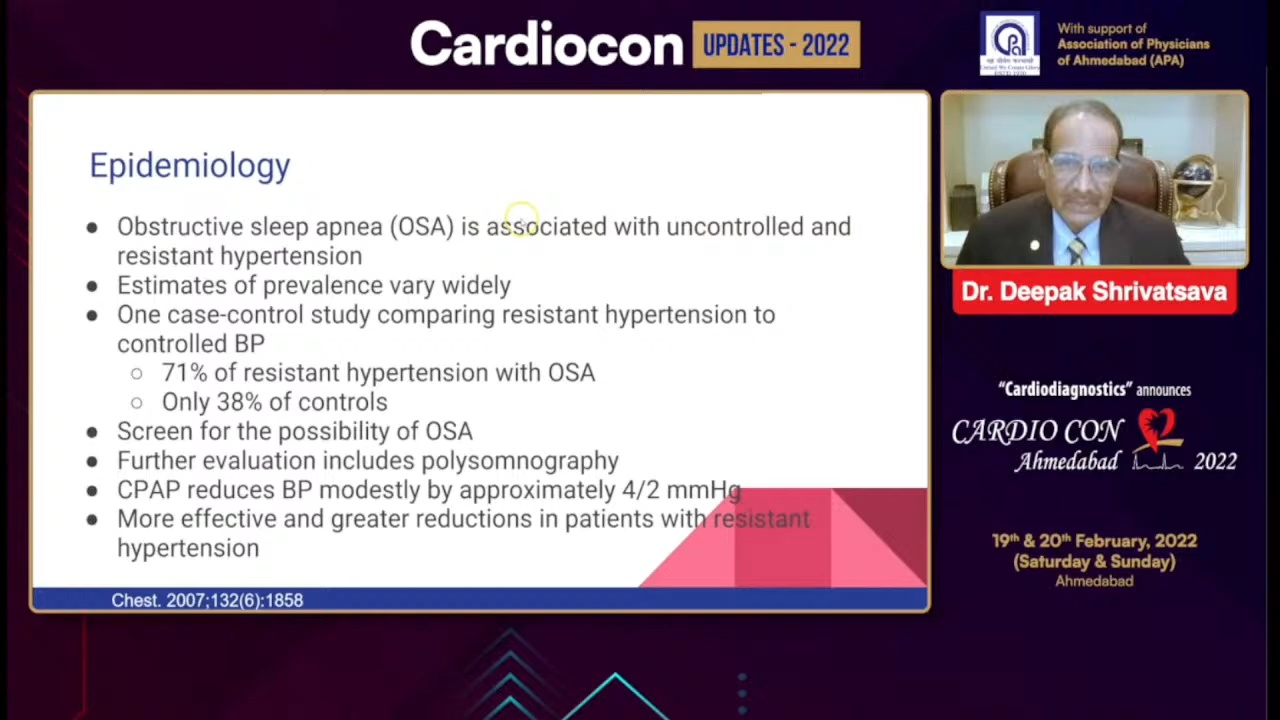 Cardiocon UPDATES - 2022
With support of
Association of Physicians
of Ahmedabad (APA)
Epidemiology
● Obstructive sleep apnea (OSA) is associated with uncontrolled and
resistant hypertension
● Estimates of prevalence vary widely
● One case-control study comparing resistant hypertension to
controlled BP
○ 71% of resistant hypertension with OSA
○ Only 38% of controls
● Screen for the possibility of OSA
● Further evaluation includes polysomnography
● CPAP reduces BP modestly by approximately 4/2 mmHg
● More effective and greater reductions in patients with resistant
hypertension
Chest. 2007;132(6):1858
Dr. Deepak Shrivatsava
"Cardiodiagnostics" announces
CARDIO CON
Ahmedabad 2022
19th & 20th February, 2022
(Saturday & Sunday)
Ahmedabad